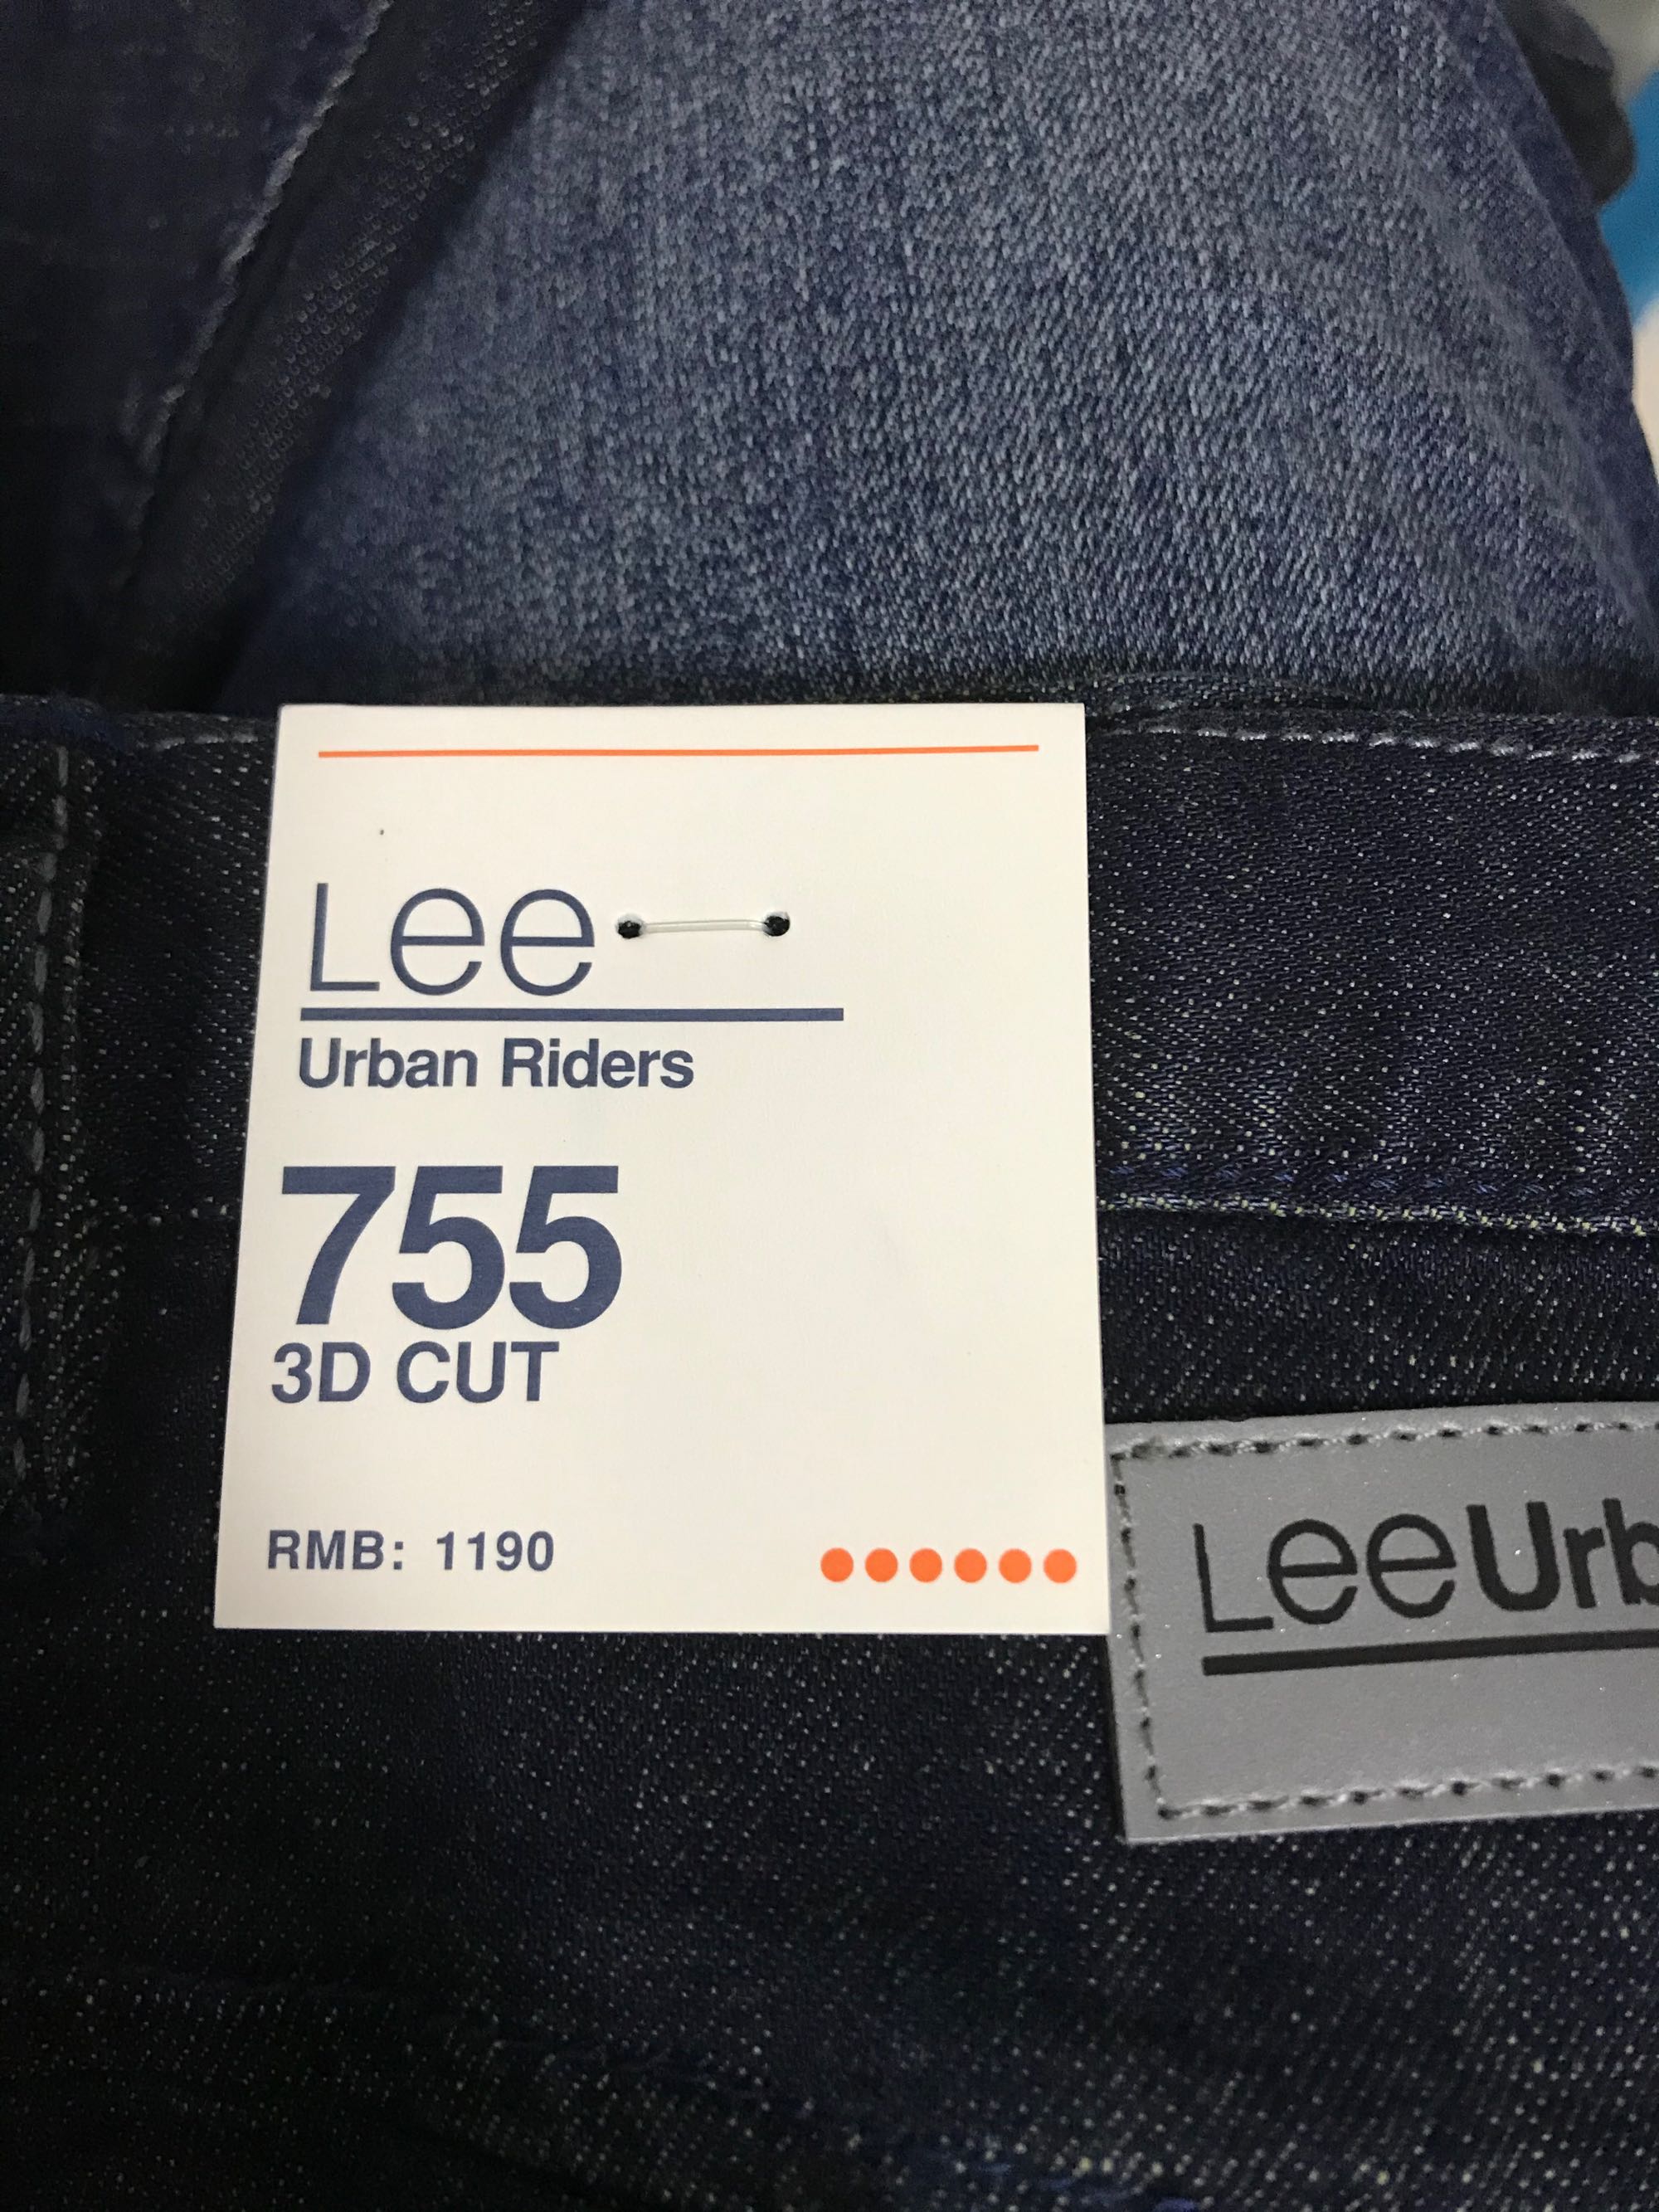 Lee
Urban Riders
755
3D CUT
RMB: 1190
LeeUrb